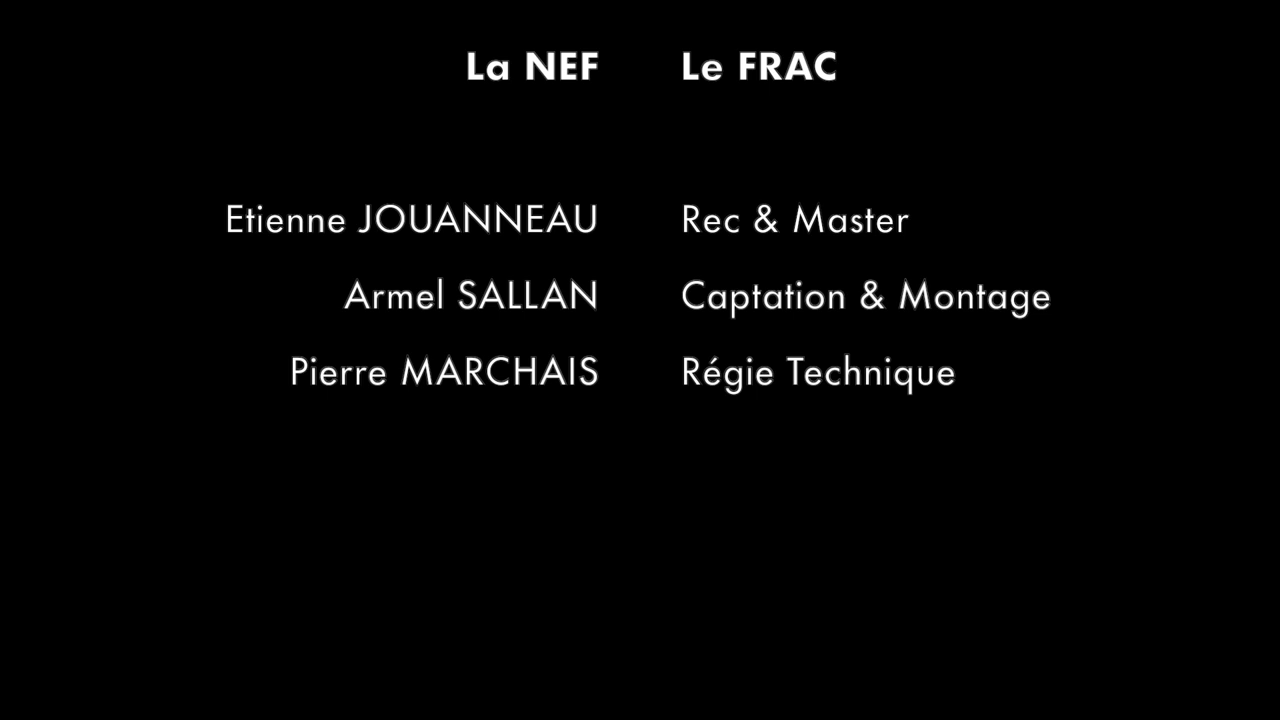 La NEF Le FRAC
Etienne JOUANNEAU Rec & Master
Armel SALLAN Captation & Montage
Pierre MARCHAIS Régie Technique